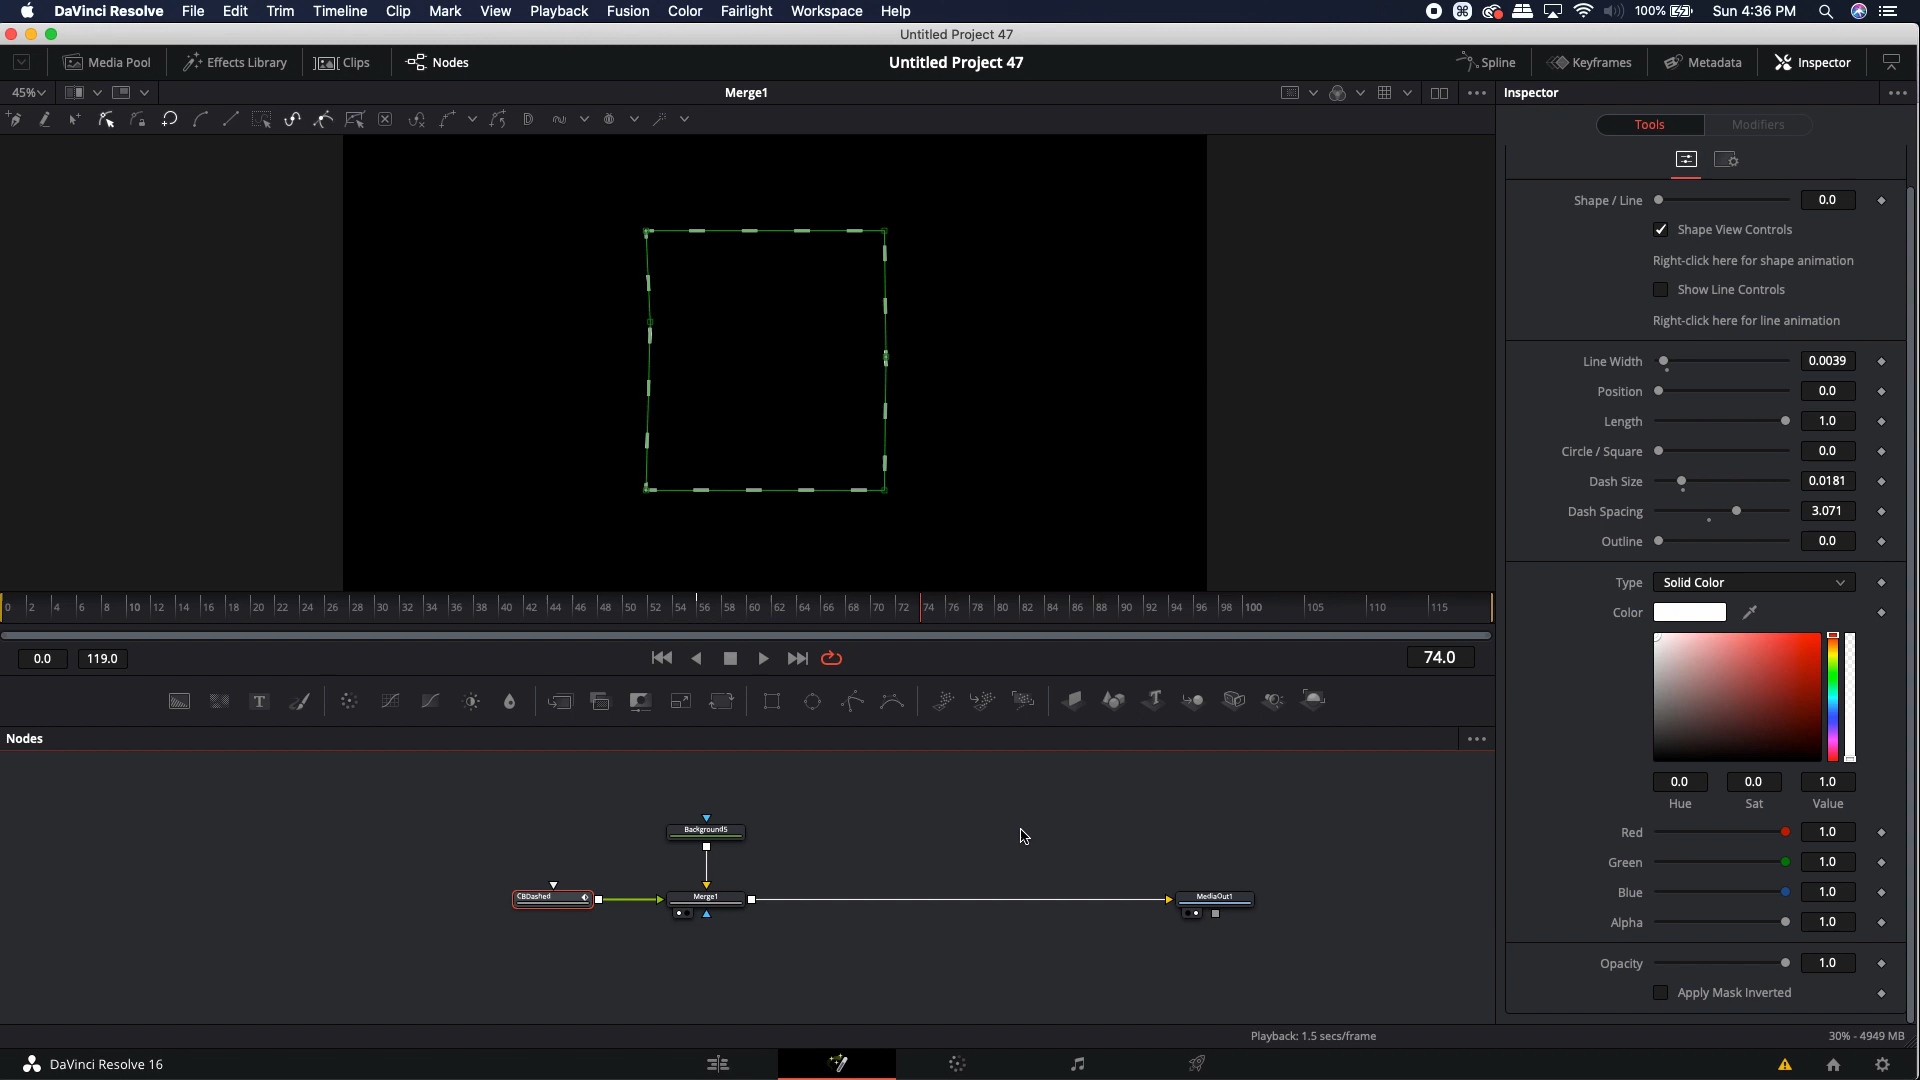 DaVinci Resolve File Edit Trim Timeline Clip Mark View Playback Fusion Color Fairlight Workspace Help 100% Sun 4:36 PM
Untitled Project 47
Media Pool Effects Library Clips Nodes Untitled Project 47 Spline Keyframes Metadata Inspector
45% Merge1 Inspector
Tools Modifiers
Shape / Line 0.0
Shape View Controls
Right-click here for shape animation
Show Line Controls
Right-click here for line animation
Line Width 0.0039
Position 0.0
Length 1.0
Circle / Square 0.0
Dash Size 0.0181
Dash Spacing 3.071
Outline 0.0
Type Solid Color
Color
0 2 4 6 8 10 12 14 16 18 20 22 24 26 28 30 32 34 36 38 40 42 44 46 48 50 52 54 56 58 60 62 64 66 68 70 72 74 76 78 80 82 84 86 88 90 92 94 96 98 100 105 110 115
0.0 119.0 74.0
Nodes
0.0 0.0 1.0
Hue Sat Value
Red 1.0
Green 1.0
Blue 1.0
Alpha 1.0
Opacity 1.0
Apply Mask Inverted
Background5
CBDashed Merge1 MediaOut1
Playback: 1.5 secs/frame 30% - 4949 MB
DaVinci Resolve 16